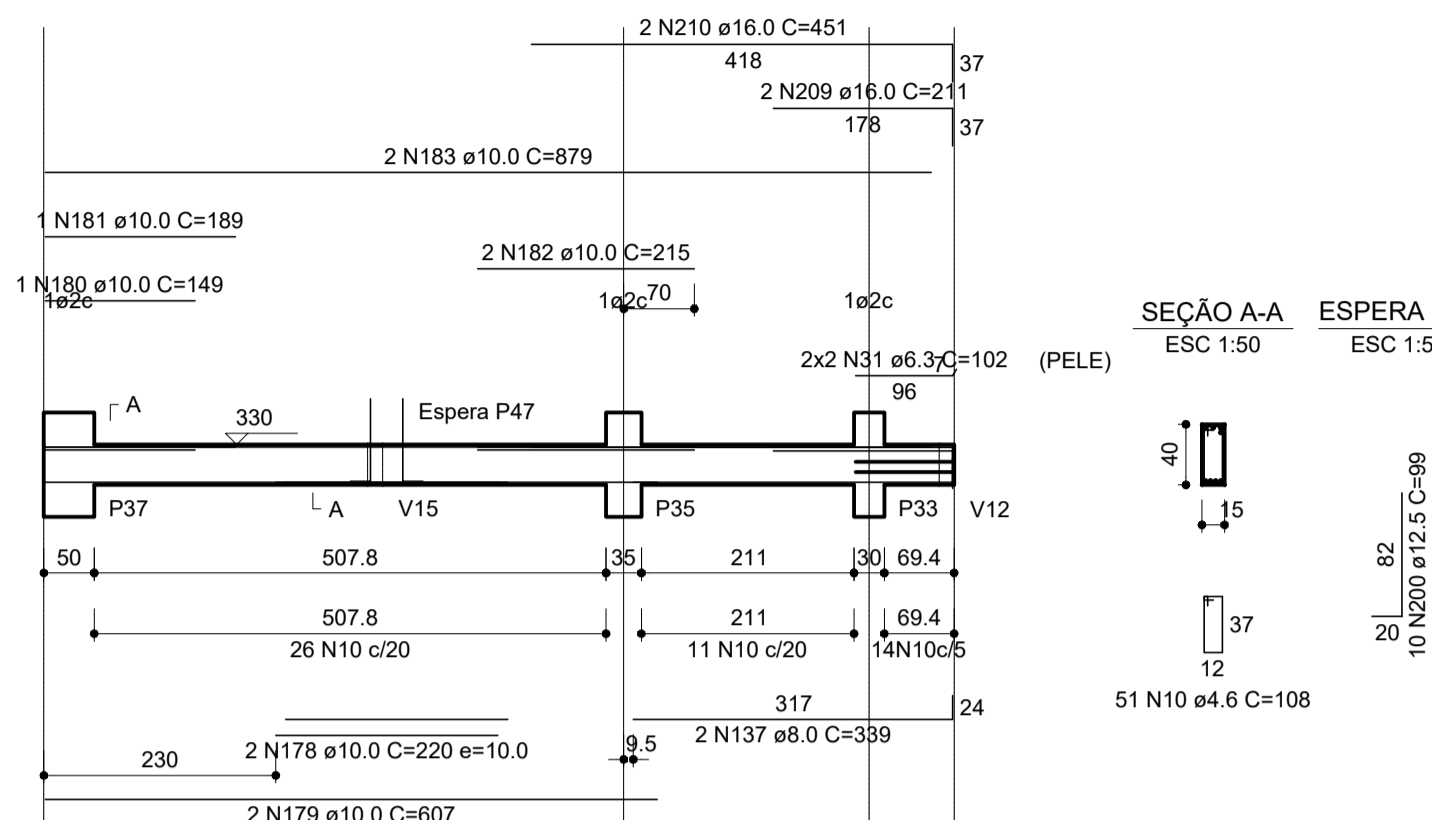 2 N210 ø16.0 C=451
418
37
2 N209 ø16.0 C=211
178
37
2 N183 ø10.0 C=879
1 N181 ø10.0 C=189
2 N182 ø10.0 C=215
1 N180 ø10.0 C=149
1ø2c
1ø2c
70
1ø2c
SEÇÃO A-A
ESC 1:50
ESPERA
ESC 1:5
2x2 N31 ø6.3 C=102
7
(PELE)
96
A
330
Espera P47
40
15
P37
A
V15
P35
P33
V12
50
507.8
35
211
30
69.4
507.8
211
69.4
26 N10 c/20
11 N10 c/20
14N10c/5
37
12
51 N10 ø4.6 C=108
82
20
10 N200 ø12.5 C=99
317
24
2 N137 ø8.0 C=339
2 N178 ø10.0 C=220 e=10.0
9.5
230
2 N179 ø10.0 C=607